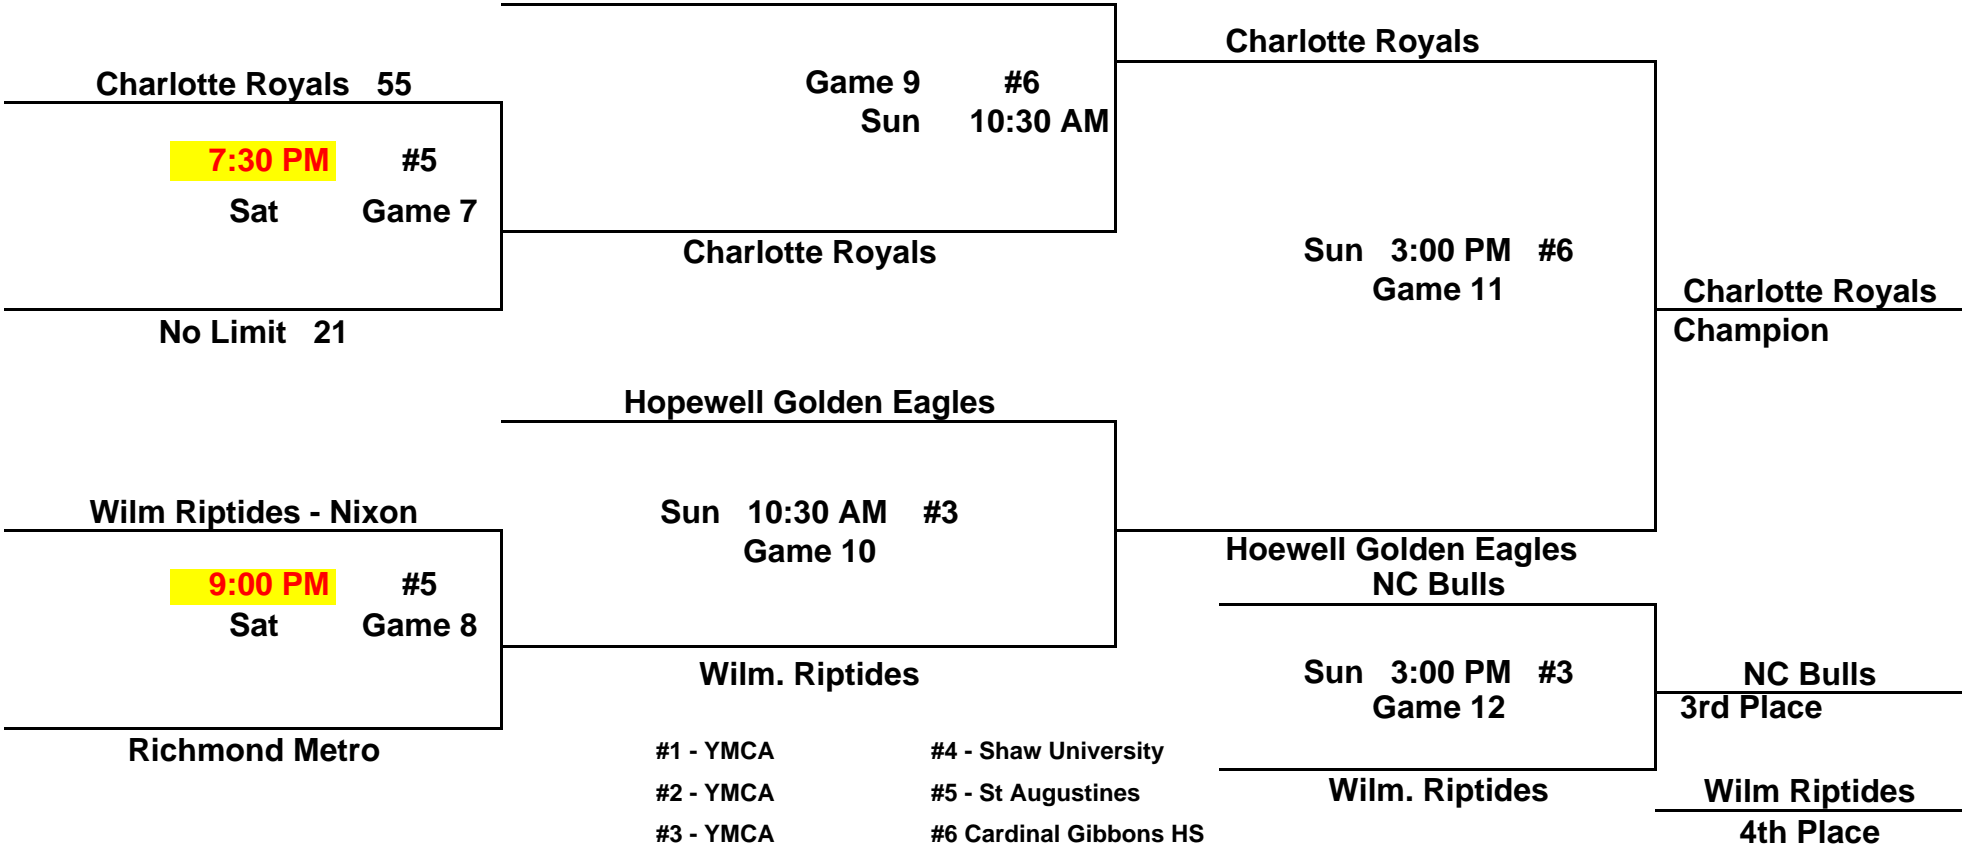 Charlotte Royals 55
7:30 PM #5
Sat Game 7
No Limit 21
Wilm Riptides - Nixon
9:00 PM #5
Sat Game 8
Richmond Metro
Game 9 #6
Sun 10:30 AM
Charlotte Royals
Hopewell Golden Eagles
Sun 10:30 AM #3
Game 10
Wilm. Riptides
Charlotte Royals
Sun 3:00 PM #6
Game 11
Hoewell Golden Eagles
NC Bulls
Sun 3:00 PM #3
Game 12
Wilm. Riptides
Charlotte Royals
Champion
NC Bulls
3rd Place
Wilm Riptides
4th Place
#1 - YMCA #4 - Shaw University
#2 - YMCA #5 - St Augustines
#3 - YMCA #6 Cardinal Gibbons HS